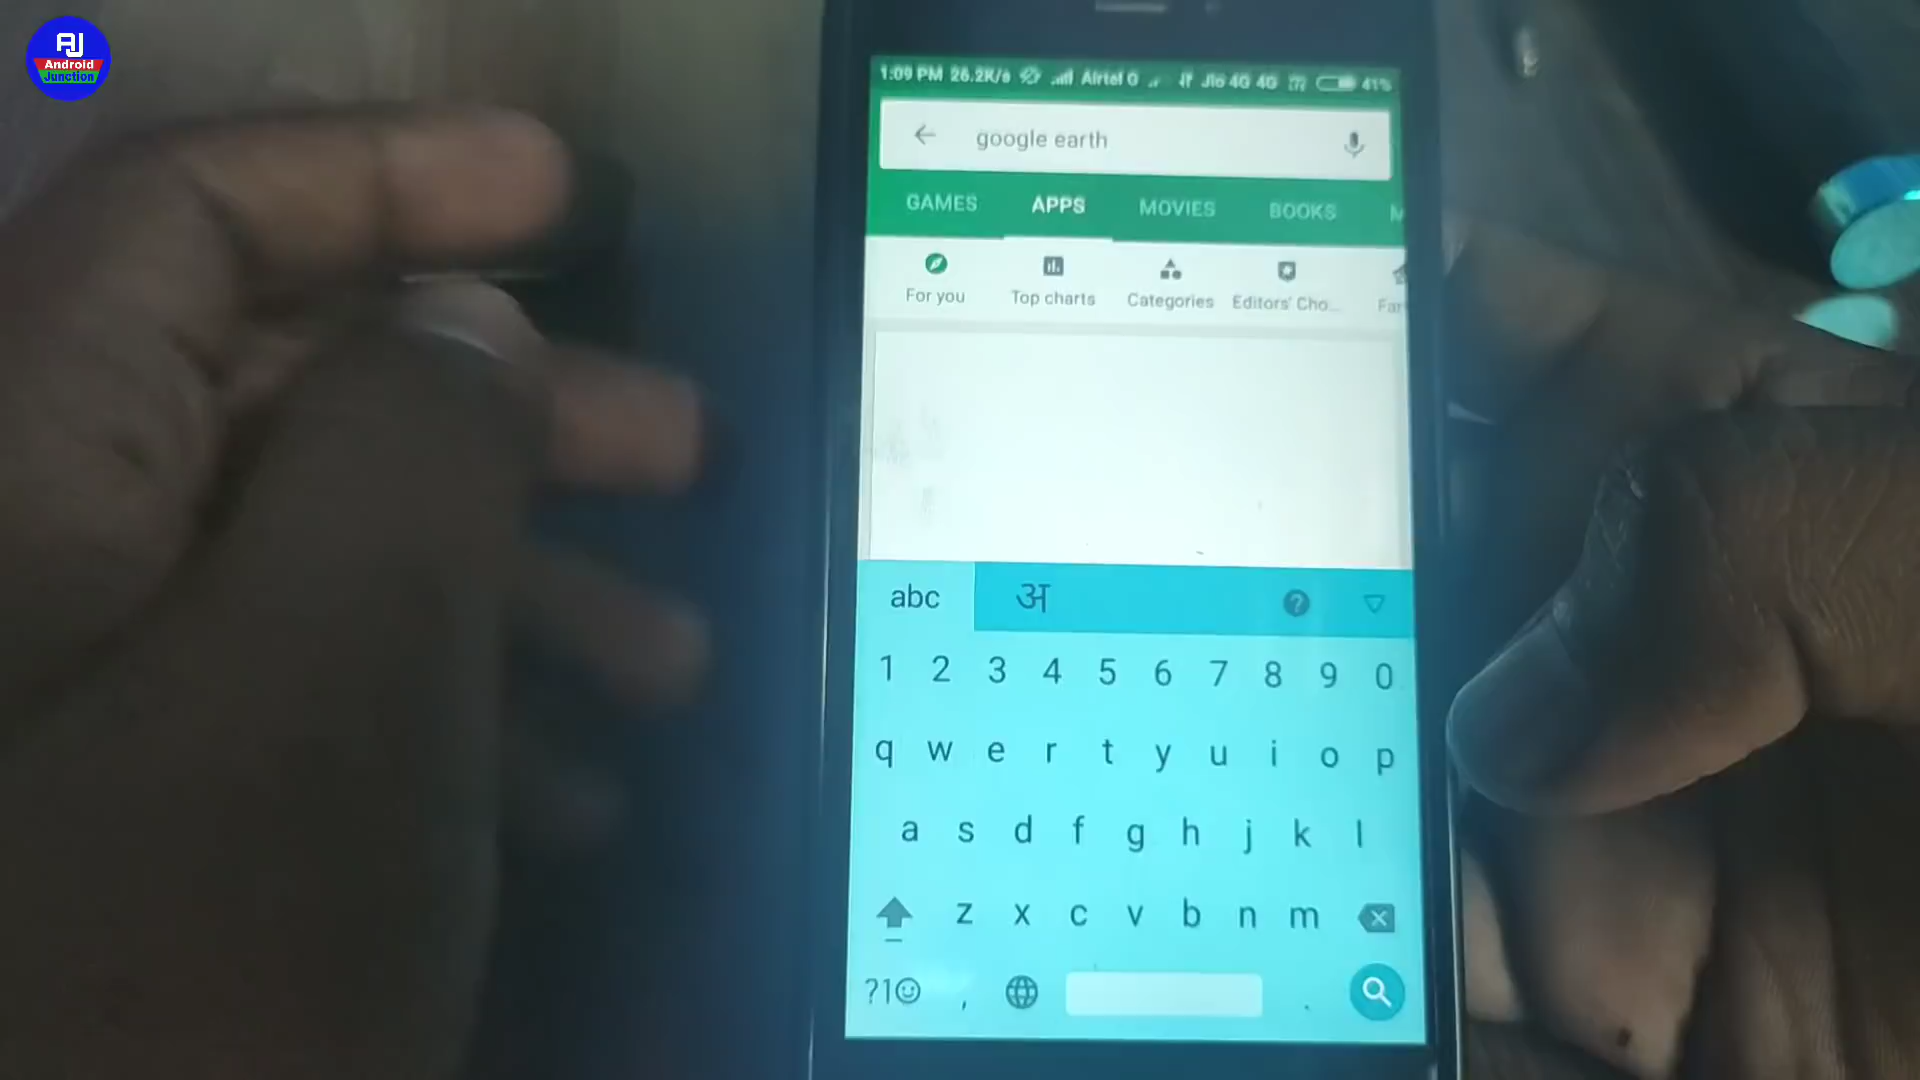 AJ
Android
Junction
1:09 PM 26.2K/s Airtel Jio 4G 4G 41%
google earth
GAMES APPS MOVIES BOOKS M
For you Top charts Categories Editors' Cho... Far
abc अ ?
1 2 3 4 5 6 7 8 9 0
q w e r t y u i o p
a s d f g h j k l
z x c v b n m
?1☺ , .